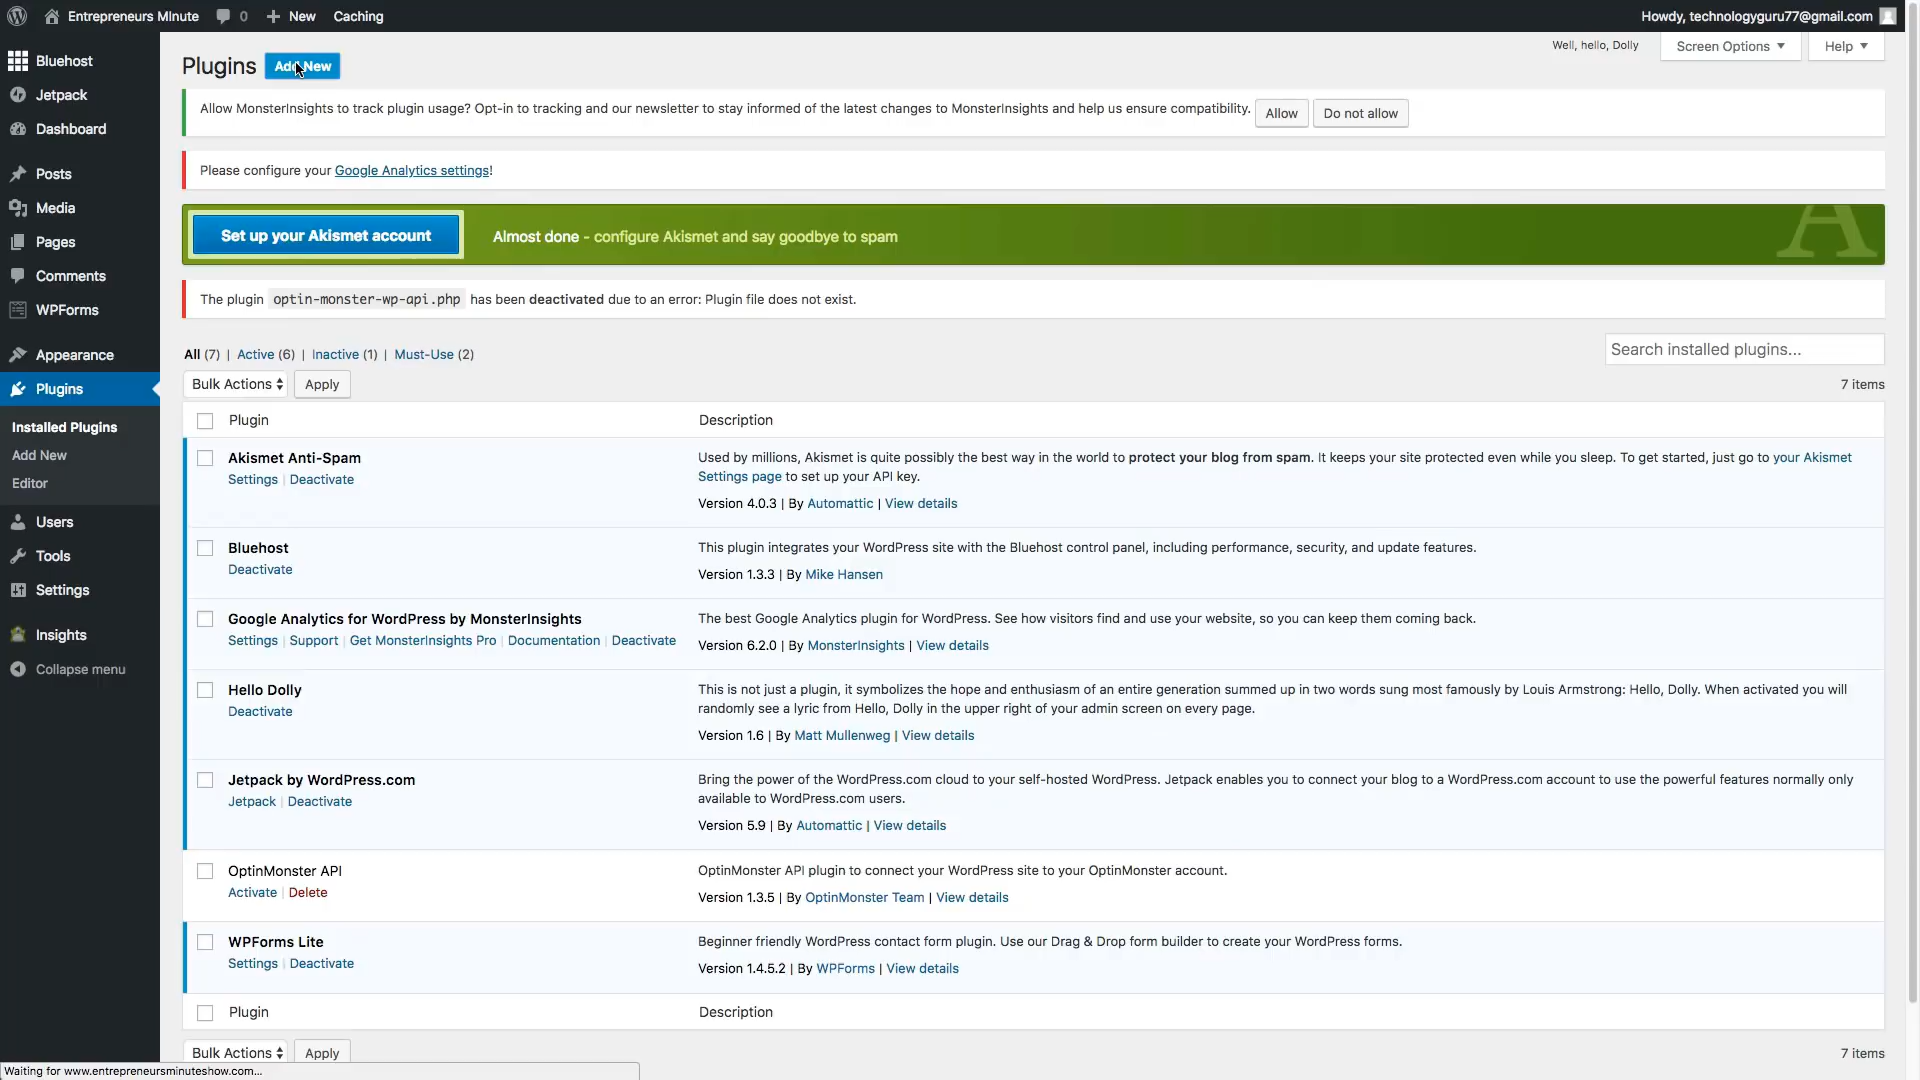 Entrepreneurs MInute 0 New Caching Howdy, technologyguru77@gmail.com
Bluehost
Jetpack
Dashboard
Posts
Media
Pages
Comments
WPForms
Appearance
Plugins
Installed Plugins
Add New
Editor
Users
Tools
Settings
Insights
Collapse menu
Well, hello, Dolly Screen Options Help
Plugins Add New
Allow MonsterInsights to track plugin usage? Opt-in to tracking and our newsletter to stay informed of the latest changes to MonsterInsights and help us ensure compatibility. Allow Do not allow
Please configure your Google Analytics settings!
Set up your Akismet account Almost done - configure Akismet and say goodbye to spam
A
The plugin optin-monster-wp-api.php has been deactivated due to an error: Plugin file does not exist.
All (7) | Active (6) | Inactive (1) | Must-Use (2) Search installed plugins...
Bulk Actions Apply 7 items
Plugin Description
Akismet Anti-Spam
Settings | Deactivate
Used by millions, Akismet is quite possibly the best way in the world to protect your blog from spam. It keeps your site protected even while you sleep. To get started, just go to your Akismet
Settings page to set up your API key.
Version 4.0.3 | By Automattic | View details
Bluehost
Deactivate
This plugin integrates your WordPress site with the Bluehost control panel, including performance, security, and update features.
Version 1.3.3 | By Mike Hansen
Google Analytics for WordPress by MonsterInsights
Settings | Support | Get MonsterInsights Pro | Documentation | Deactivate
The best Google Analytics plugin for WordPress. See how visitors find and use your website, so you can keep them coming back.
Version 6.2.0 | By MonsterInsights | View details
Hello Dolly
Deactivate
This is not just a plugin, it symbolizes the hope and enthusiasm of an entire generation summed up in two words sung most famously by Louis Armstrong: Hello, Dolly. When activated you will
randomly see a lyric from Hello, Dolly in the upper right of your admin screen on every page.
Version 1.6 | By Matt Mullenweg | View details
Jetpack by WordPress.com
Jetpack | Deactivate
Bring the power of the WordPress.com cloud to your self-hosted WordPress. Jetpack enables you to connect your blog to a WordPress.com account to use the powerful features normally only
available to WordPress.com users.
Version 5.9 | By Automattic | View details
OptinMonster API
Activate | Delete
OptinMonster API plugin to connect your WordPress site to your OptinMonster account.
Version 1.3.5 | By OptinMonster Team | View details
WPForms Lite
Settings | Deactivate
Beginner friendly WordPress contact form plugin. Use our Drag & Drop form builder to create your WordPress forms.
Version 1.4.5.2 | By WPForms | View details
Plugin Description
Bulk Actions Apply 7 items
Waiting for www.entrepreneursminuteshow.com...